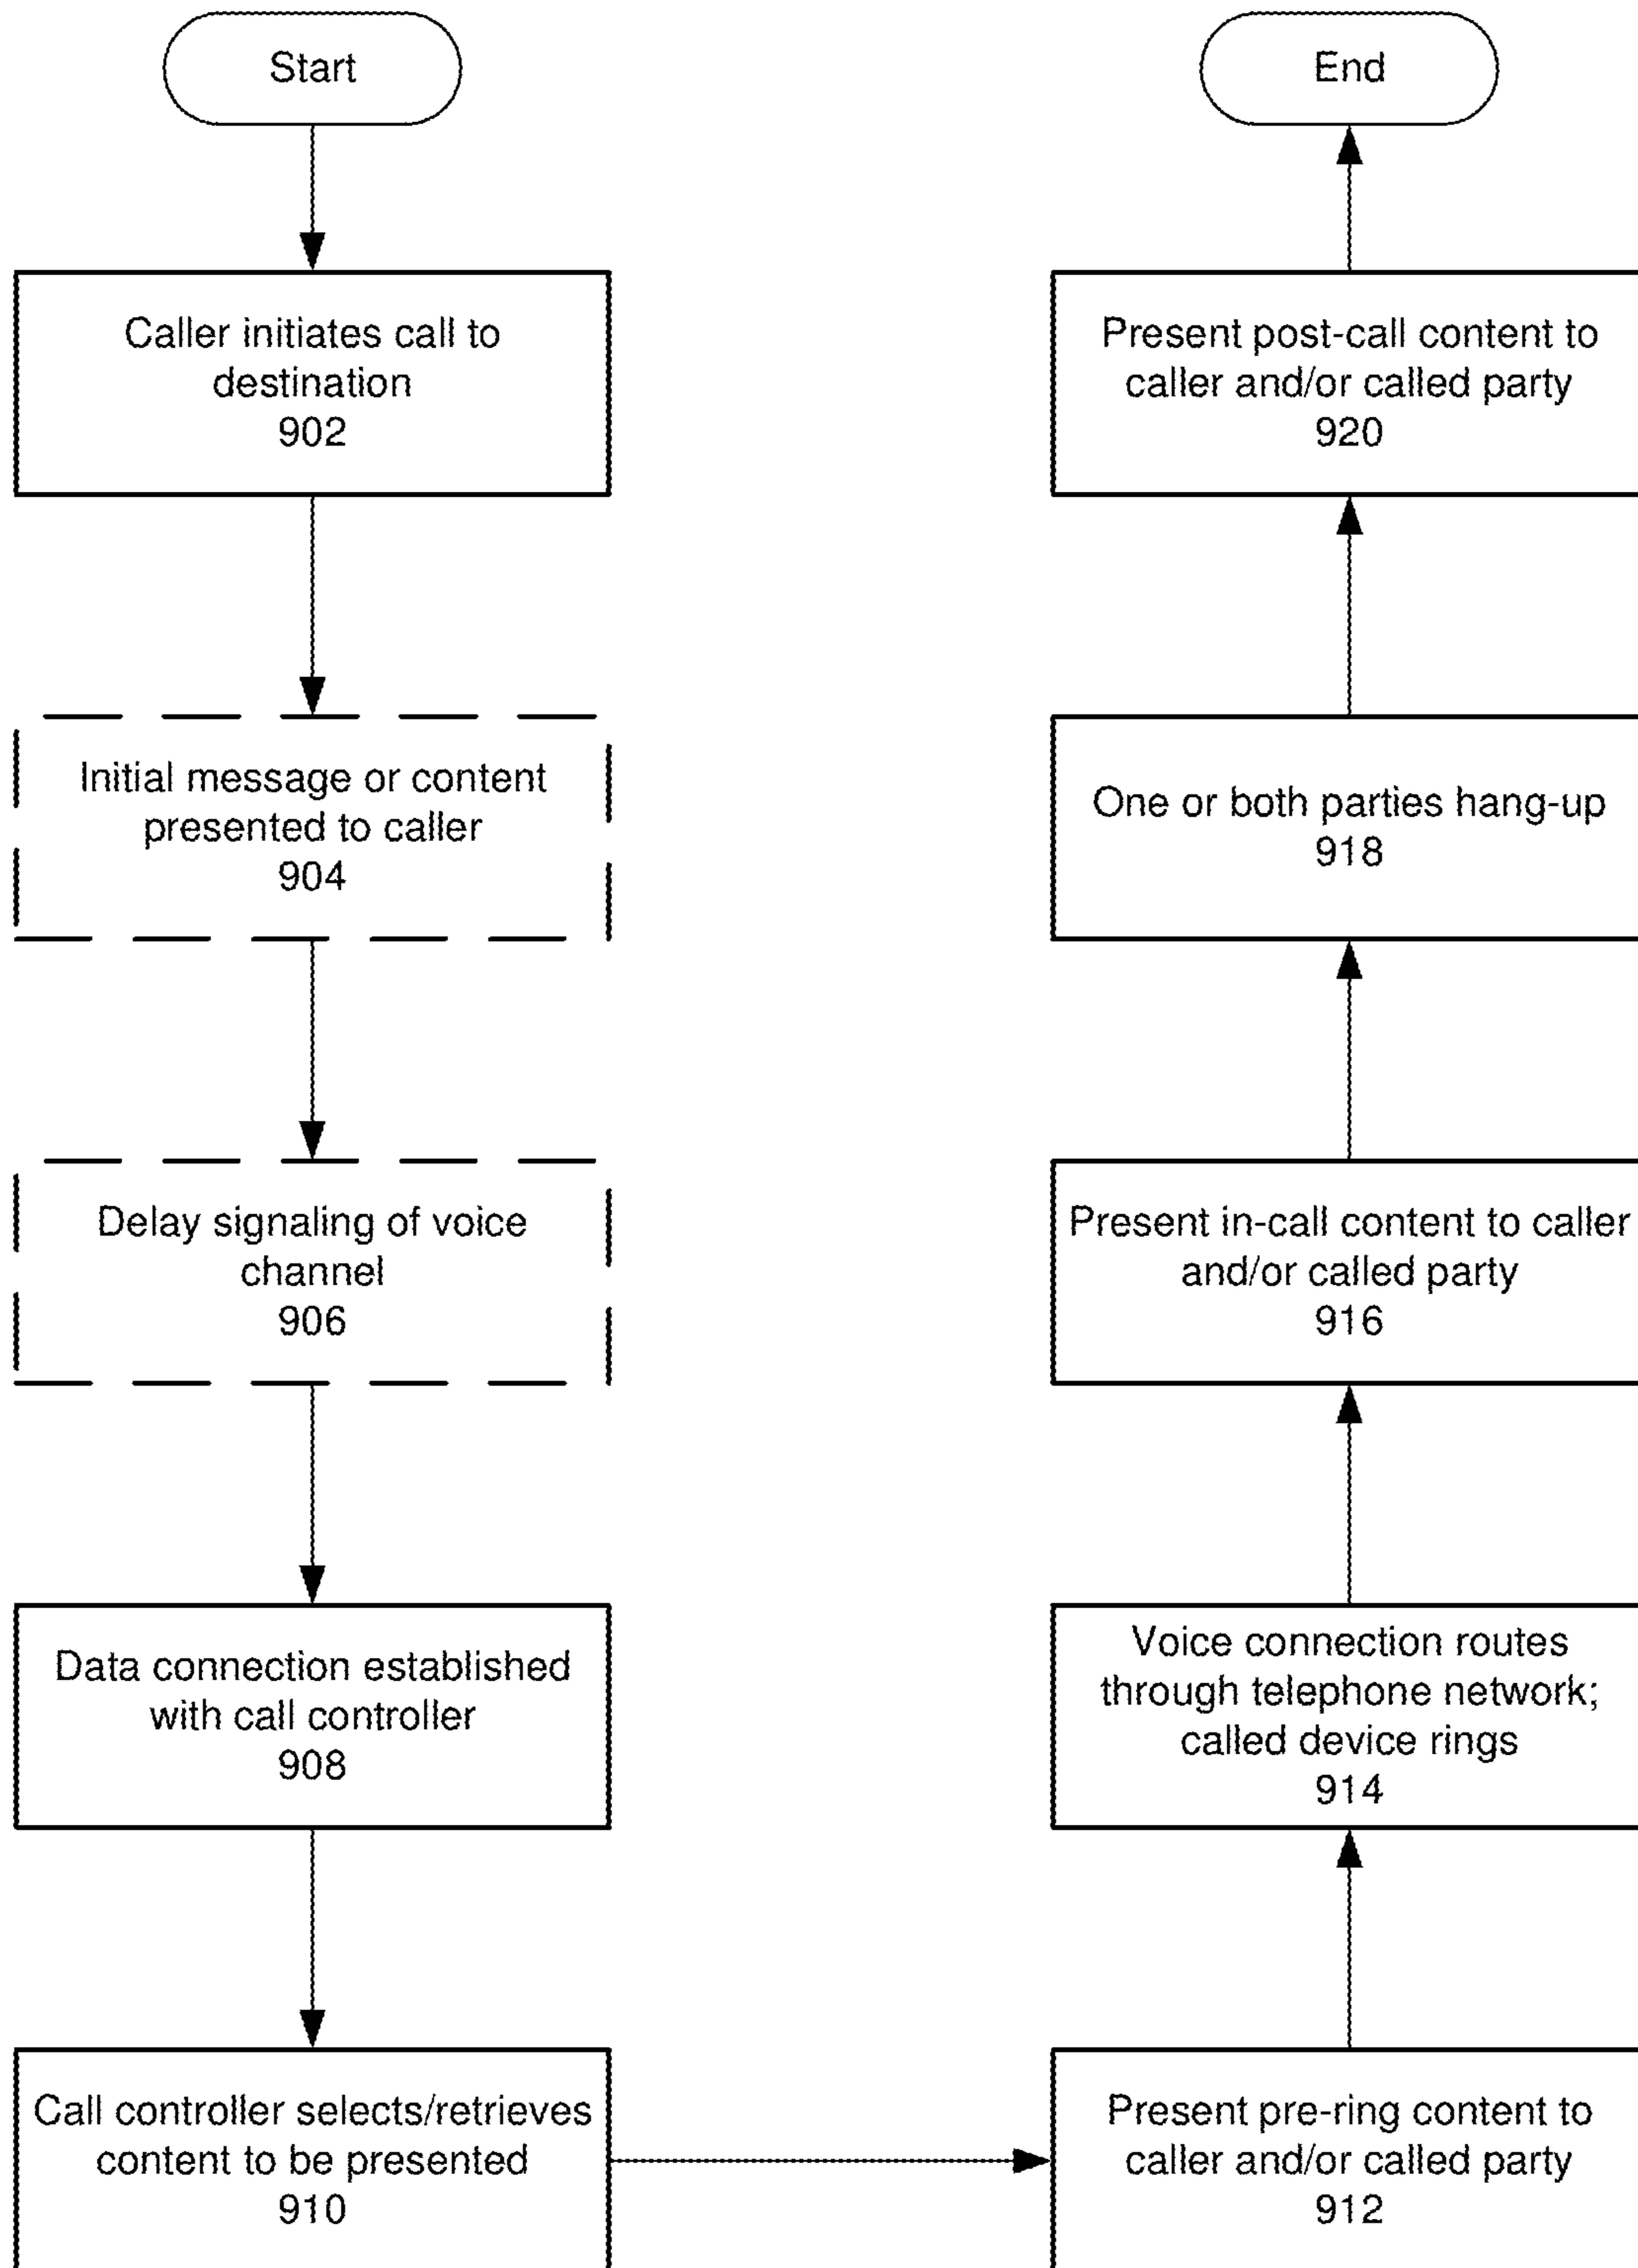 Start
Caller initiates call to
destination
902
Initial message or content
presented to caller
904
Delay signaling of voice
channel
906
Data connection established
with call controller
908
Call controller selects/retrieves
content to be presented
910
Present pre-ring content to
caller and/or called party
912
Voice connection routes
through telephone network;
called device rings
914
Present in-call content to caller
and/or called party
916
One or both parties hang-up
918
Present post-call content to
caller and/or called party
920
End